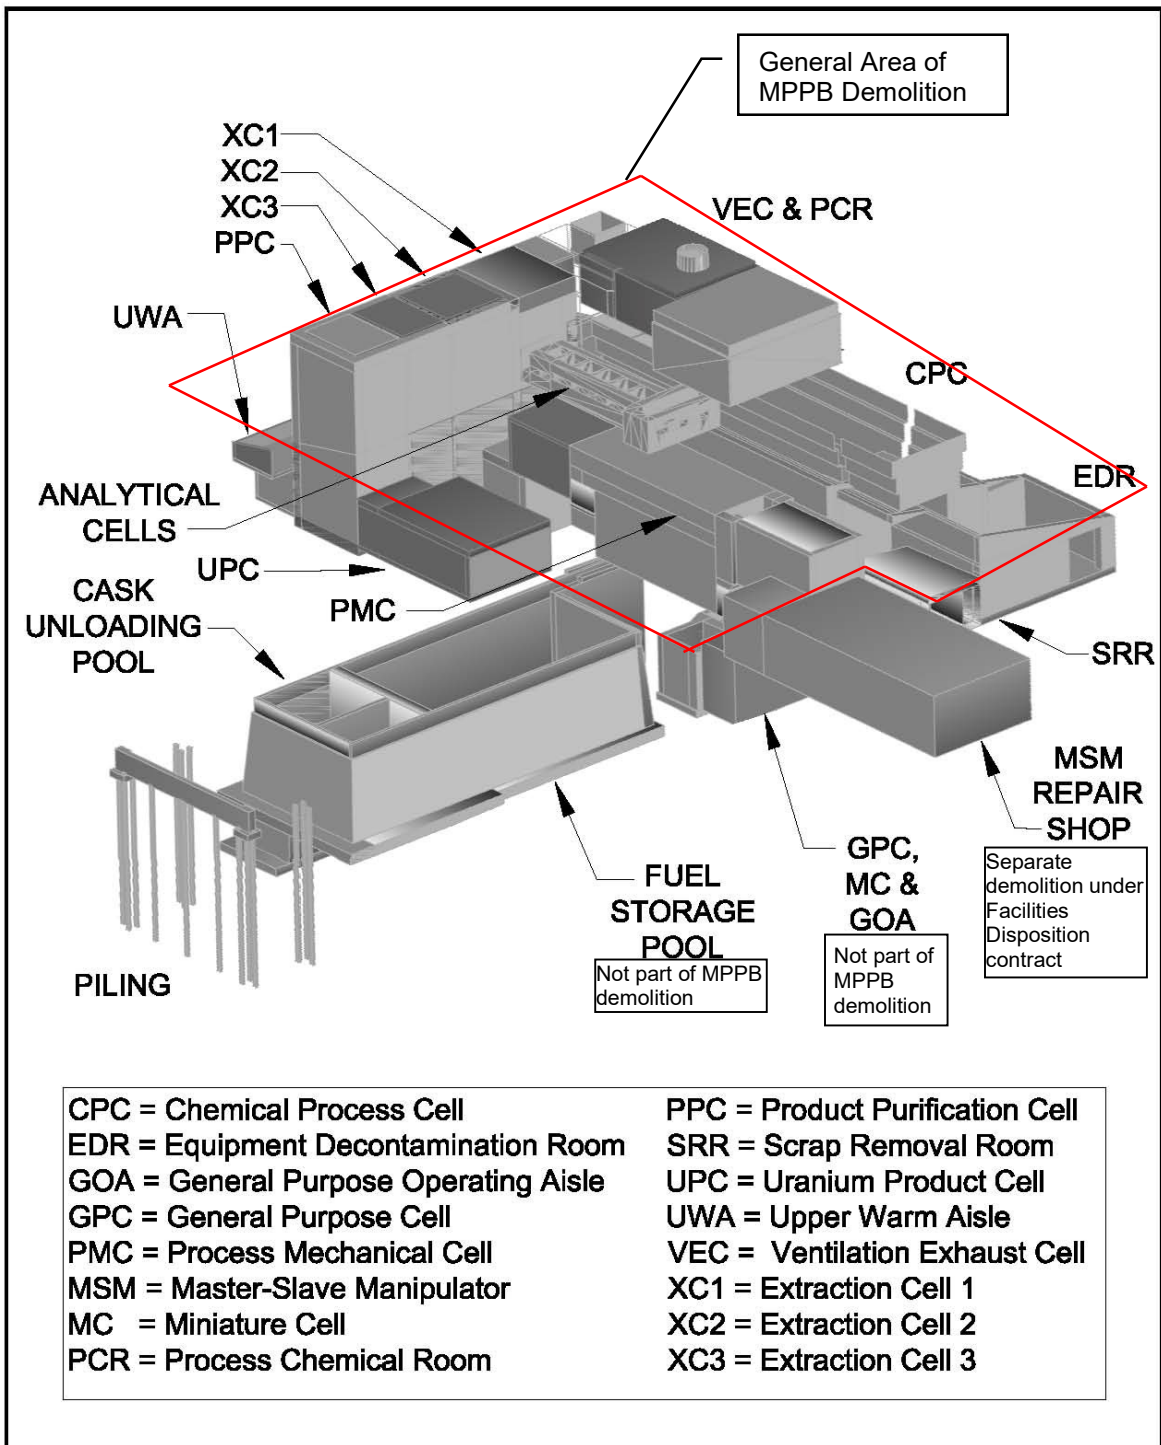 General Area of
MPPB Demolition
XC1
XC2
XC3
PPC
VEC & PCR
UWA
CPC
EDR
ANALYTICAL
CELLS
UPC
PMC
CASK
UNLOADING
POOL
SRR
MSM
REPAIR
SHOP
Separate
demolition under
Facilities
Disposition
contract
GPC,
MC &
GOA
Not part of
MPPB
demolition
FUEL
STORAGE
POOL
Not part of MPPB
demolition
PILING
CPC = Chemical Process Cell
EDR = Equipment Decontamination Room
GOA = General Purpose Operating Aisle
GPC = General Purpose Cell
PMC = Process Mechanical Cell
MSM = Master-Slave Manipulator
MC = Miniature Cell
PCR = Process Chemical Room
PPC = Product Purification Cell
SRR = Scrap Removal Room
UPC = Uranium Product Cell
UWA = Upper Warm Aisle
VEC = Ventilation Exhaust Cell
XC1 = Extraction Cell 1
XC2 = Extraction Cell 2
XC3 = Extraction Cell 3